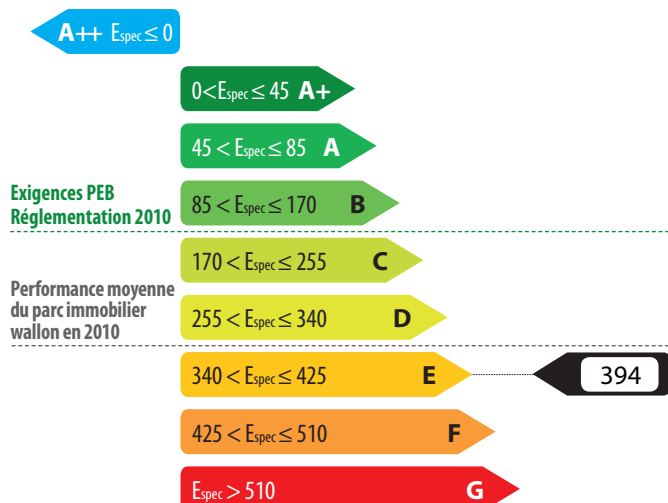 A++ Espec ≤ 0
0<Espec ≤ 45 A+
45 < Espec ≤ 85 A
Exigences PEB
Réglementation 2010
85 < Espec ≤ 170 B
170 < Espec ≤ 255 C
Performance moyenne
du parc immobilier
wallon en 2010
255 < Espec ≤ 340 D
340 < Espec ≤ 425 E
394
425 < Espec ≤ 510 F
Espec > 510 G